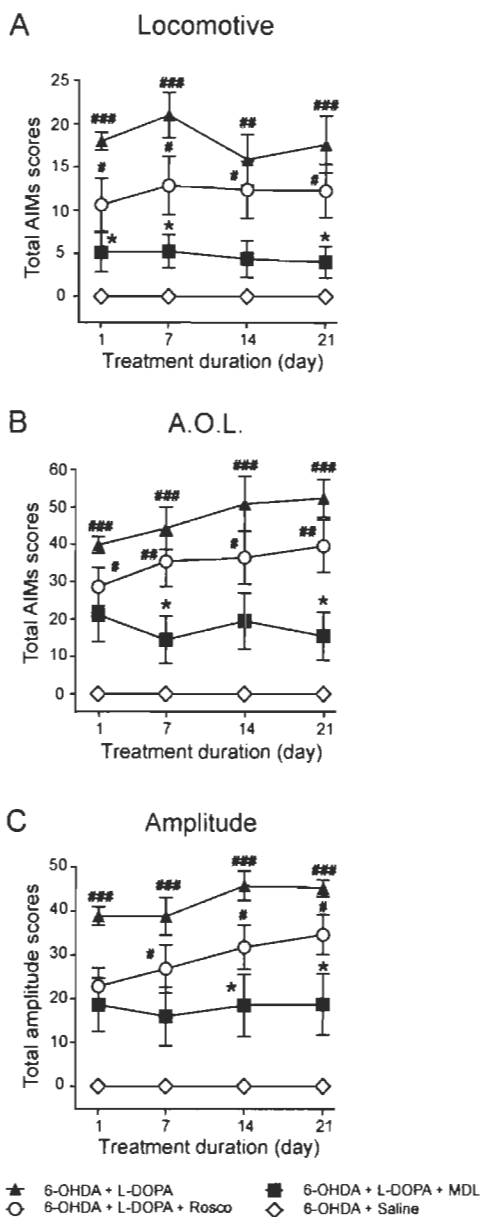 A Locomotive
Total AIMs scores
25
20
15
10
5
0
### ### ## ###
# # # #
* * *
1 7 14 21
Treatment duration (day)
B A.O.L.
Total AIMs scores
60
50
40
30
20
10
0
### ### ### ###
# ## # ##
* *
1 7 14 21
Treatment duration (day)
C Amplitude
Total amplitude scores
50
40
30
20
10
0
### ### ### ###
# # #
* *
1 7 14 21
Treatment duration (day)
6-OHDA + L-DOPA
6-OHDA + L-DOPA + MDL
6-OHDA + L-DOPA + Rosco
6-OHDA + Saline